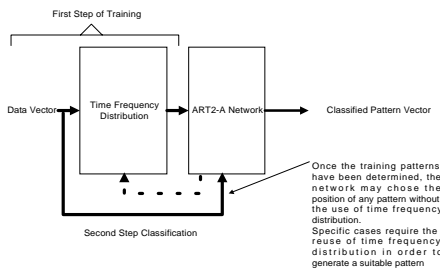 First Step of Training
Data Vector
Time Frequency
Distribution
ART2-A Network
Classified Pattern Vector
Second Step Classification
Once the training patterns
have been determined, the
network may chose the
position of any pattern without
the use of time frequency
distribution.
Specific cases require the
reuse of time frequency
distribution in order to
generate a suitable pattern